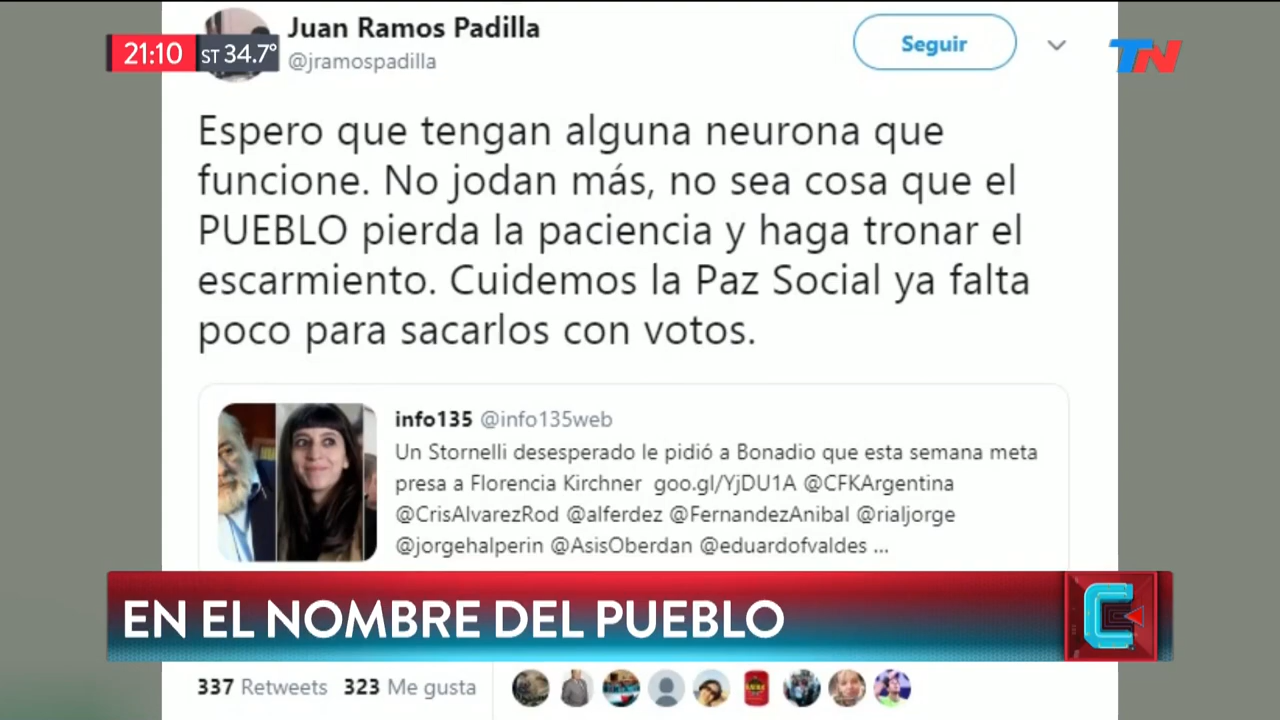 Juan Ramos Padilla
@jramospadilla
Seguir
21:10
ST 34.7°
TN
Espero que tengan alguna neurona que
funcione. No jodan más, no sea cosa que el
PUEBLO pierda la paciencia y haga tronar el
escarmiento. Cuidemos la Paz Social ya falta
poco para sacarlos con votos.
info135 @info135web
Un Stornelli desesperado le pidió a Bonadio que esta semana meta
presa a Florencia Kirchner goo.gl/YjDU1A @CFKArgentina
@CrisAlvarezRod @alferdez @FernandezAnibal @rialjorge
@jorgehalperin @AsisOberdan @eduardofvaldes ...
EN EL NOMBRE DEL PUEBLO
C
337 Retweets 323 Me gusta